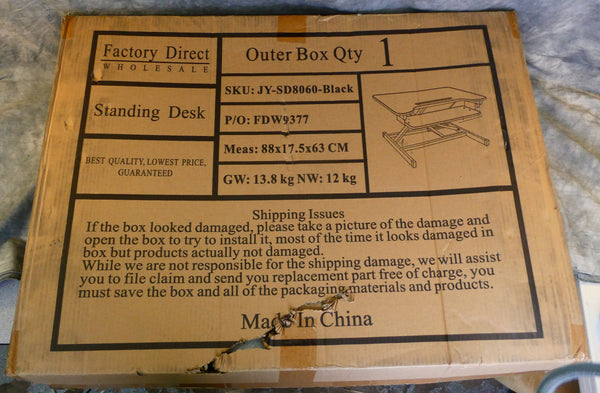 Factory Direct
WHOLESALE
Outer Box Qty 1
Standing Desk
SKU: JY-SD8060-Black
P/O: FDW9377
BEST QUALITY, LOWEST PRICE,
GUARANTEED
Meas: 88x17.5x63 CM
GW: 13.8 kg NW: 12 kg
Shipping Issues
If the box looked damaged, please take a picture of the damage and
open the box to try to install it, most of the time it looks damaged in
box but products actually not damaged.
While we are not responsible for the shipping damage, we will assist
you to file claim and send you replacement part free of charge, you
must save the box and all of the packaging materials and products.
Made In China